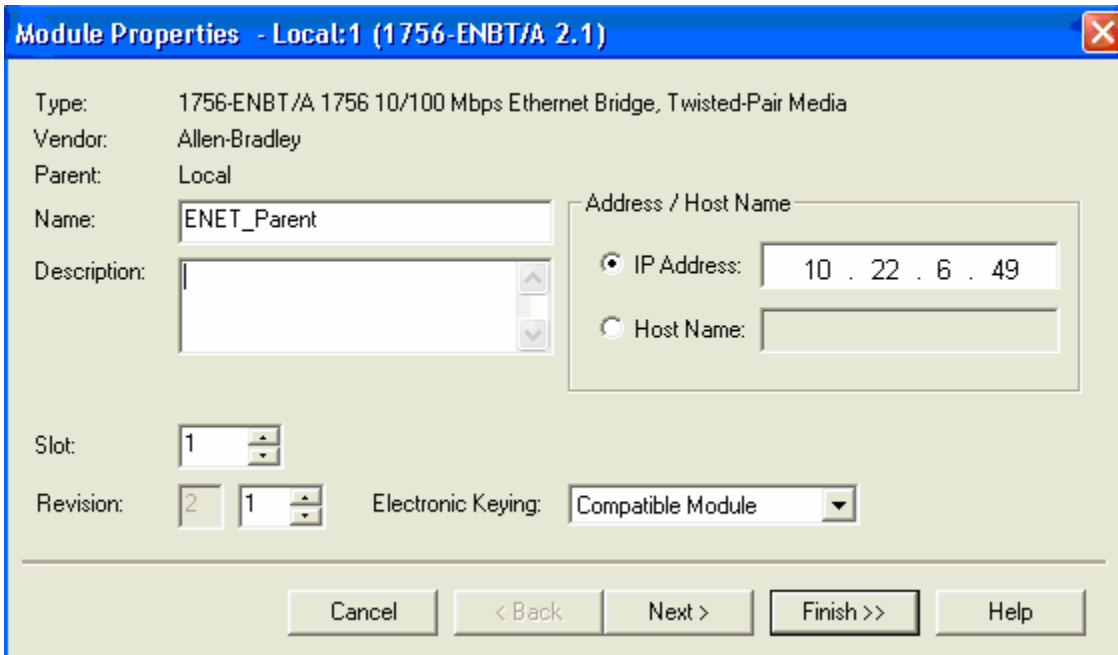 Module Properties - Local:1 (1756-ENBT/A 2.1)
Type: 1756-ENBT/A 1756 10/100 Mbps Ethernet Bridge, Twisted-Pair Media
Vendor: Allen-Bradley
Parent: Local
Name: ENET_Parent
Address / Host Name
Description:
IP Address: 10 . 22 . 6 . 49
Host Name:
Slot: 1
Revision: 2 1 Electronic Keying: Compatible Module
Cancel < Back Next > Finish >> Help